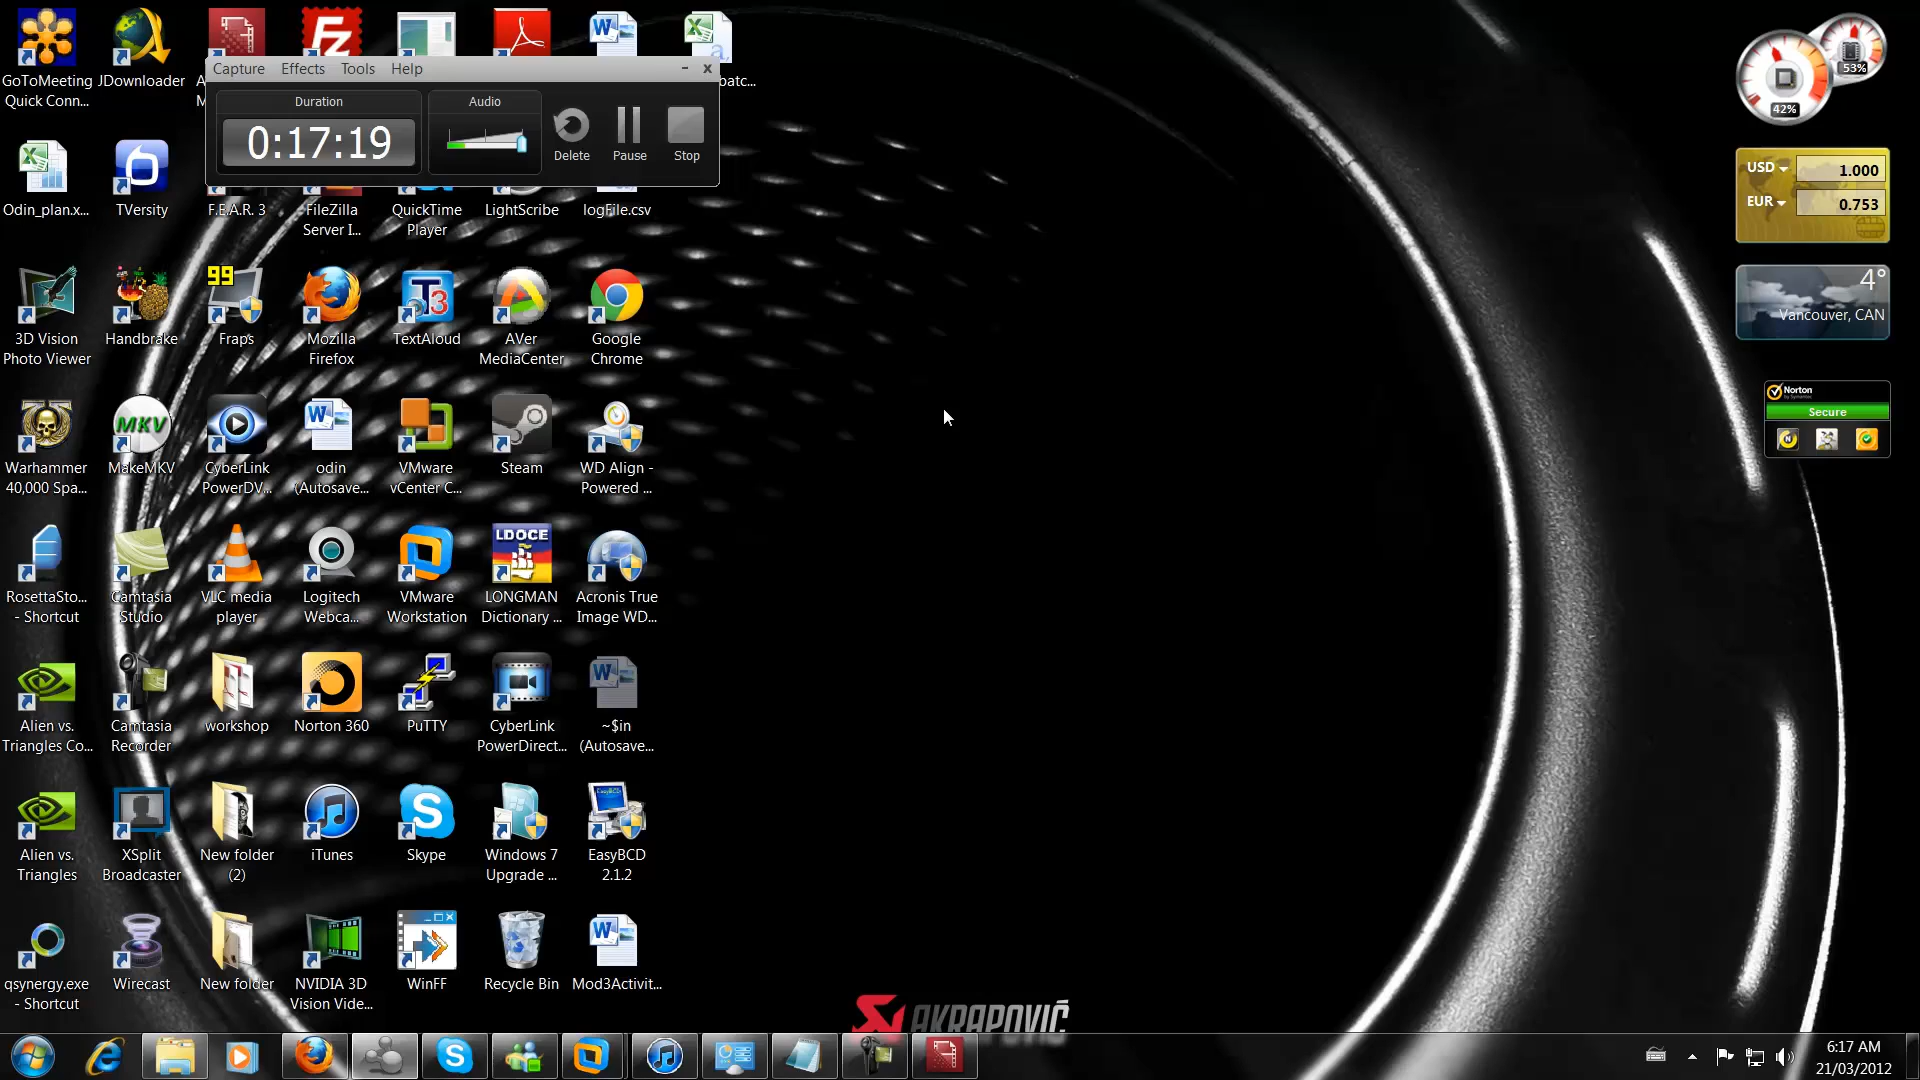 GoToMeeting
Quick Conn...
JDownloader
A
M
batc...
Capture Effects Tools Help
Duration
0:17:19
Audio
Delete
Pause
Stop
Odin_plan.x...
TVersity
F.E.A.R. 3
FileZilla
Server I...
QuickTime
Player
LightScribe
logFile.csv
3D Vision
Photo Viewer
Handbrake
99
Fraps
Mozilla
Firefox
T3
TextAloud
AVer
MediaCenter
Google
Chrome
Warhammer
40,000 Spa...
MKV
MakeMKV
CyberLink
PowerDV...
odin
(Autosave...
VMware
vCenter C...
Steam
WD Align -
Powered ...
RosettaSto...
- Shortcut
Camtasia
Studio
VLC media
player
Logitech
Webca...
VMware
Workstation
LDOCE
LONGMAN
Dictionary ...
Acronis True
Image WD...
Alien vs.
Triangles Co...
Camtasia
Recorder
workshop
Norton 360
PuTTY
CyberLink
PowerDirect...
~$in
(Autosave...
Alien vs.
Triangles
XSplit
Broadcaster
New folder
(2)
iTunes
Skype
Windows 7
Upgrade ...
EasyBCD
2.1.2
qsynergy.exe
- Shortcut
Wirecast
New folder
NVIDIA 3D
Vision Vide...
WinFF
Recycle Bin
Mod3Activit...
53%
42%
USD 1.000
EUR 0.753
4°
Vancouver, CAN
Norton
by Symantec
Secure
AKRAPOVIČ
6:17 AM
21/03/2012